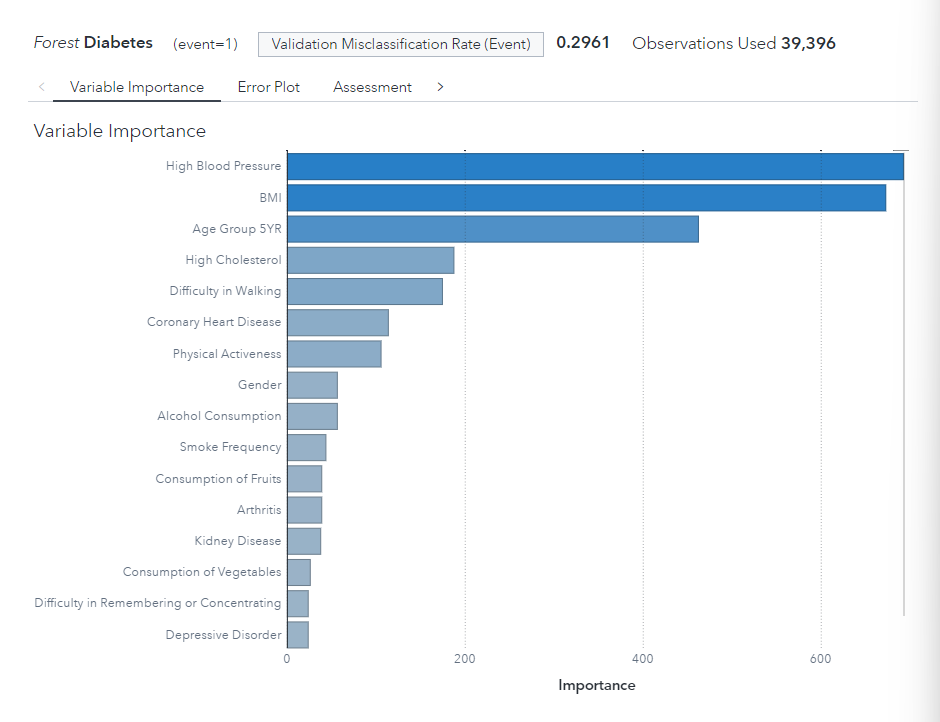 Forest Diabetes (event=1) Validation Misclassification Rate (Event) 0.2961 Observations Used 39,396
Variable Importance Error Plot Assessment
Variable Importance
High Blood Pressure
BMI
Age Group 5YR
High Cholesterol
Difficulty in Walking
Coronary Heart Disease
Physical Activeness
Gender
Alcohol Consumption
Smoke Frequency
Consumption of Fruits
Arthritis
Kidney Disease
Consumption of Vegetables
Difficulty in Remembering or Concentrating
Depressive Disorder
0 200 400 600
Importance